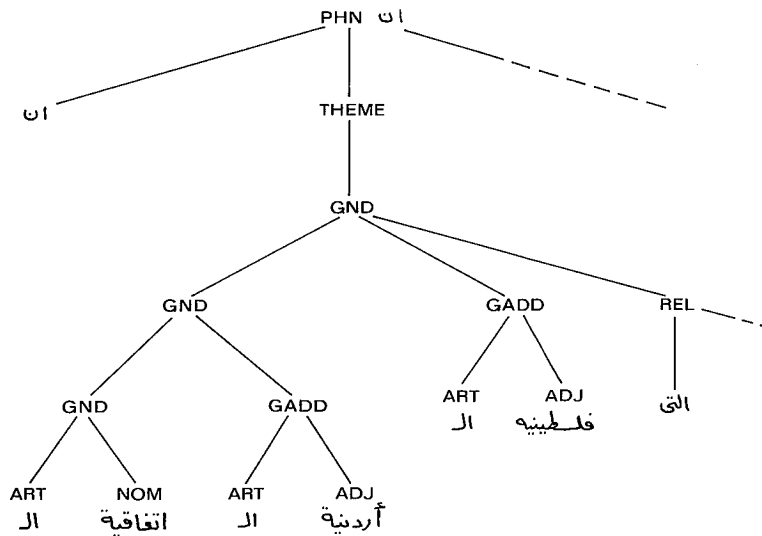 PHN ان
ان
THEME
GND
GND GADD REL
ART ADJ
الـ فلسطينيه التى
GND GADD
ART NOM ART ADJ
الـ اتفاقية الـ أردنية